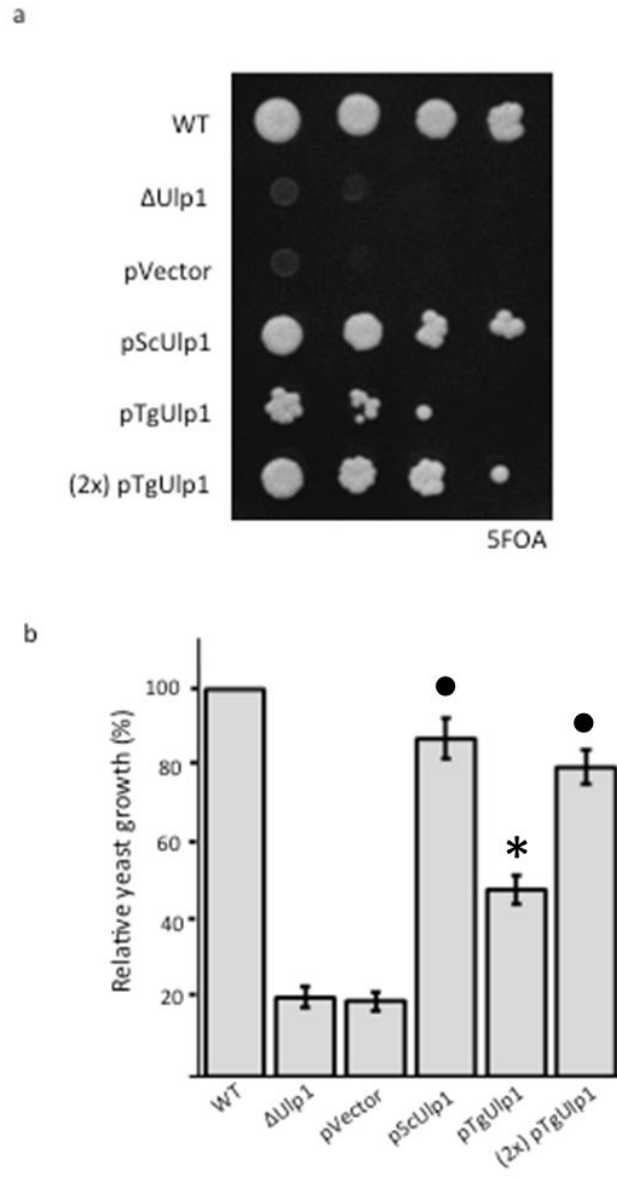 a
WT
ΔUlp1
pVector
pScUlp1
pTgUlp1
(2x) pTgUlp1
5FOA
b
Relative yeast growth (%)
100
80
60
40
20
*
WT
ΔUlp1
pVector
pScUlp1
pTgUlp1
(2x) pTgUlp1